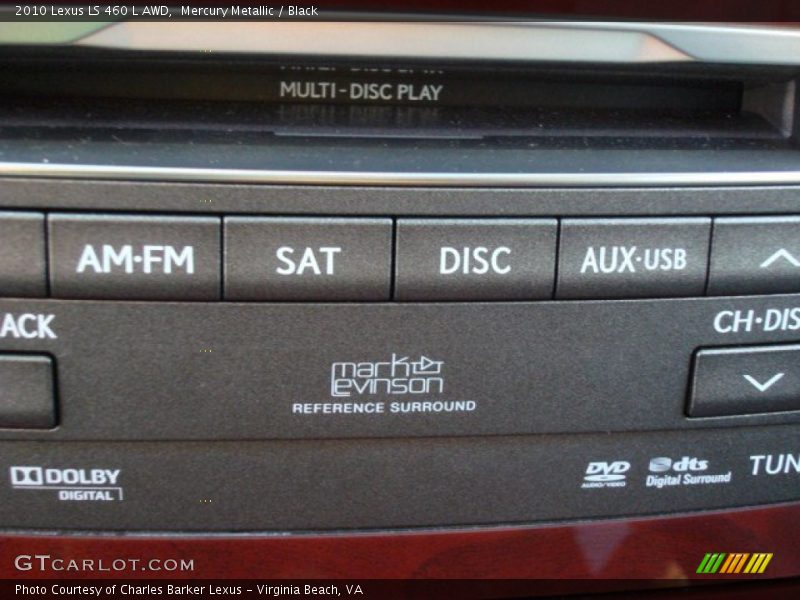 2010 Lexus LS 460 L AWD,  Mercury Metallic / Black
MULTI-DISC PLAY
AM·FM SAT DISC AUX·USB
ACK CH·DIS
mark levinson
REFERENCE SURROUND
DOLBY DIGITAL
DVD AUDIO/VIDEO
dts Digital Surround
TUN
GTCARLOT.COM
Photo Courtesy of Charles Barker Lexus - Virginia Beach, VA